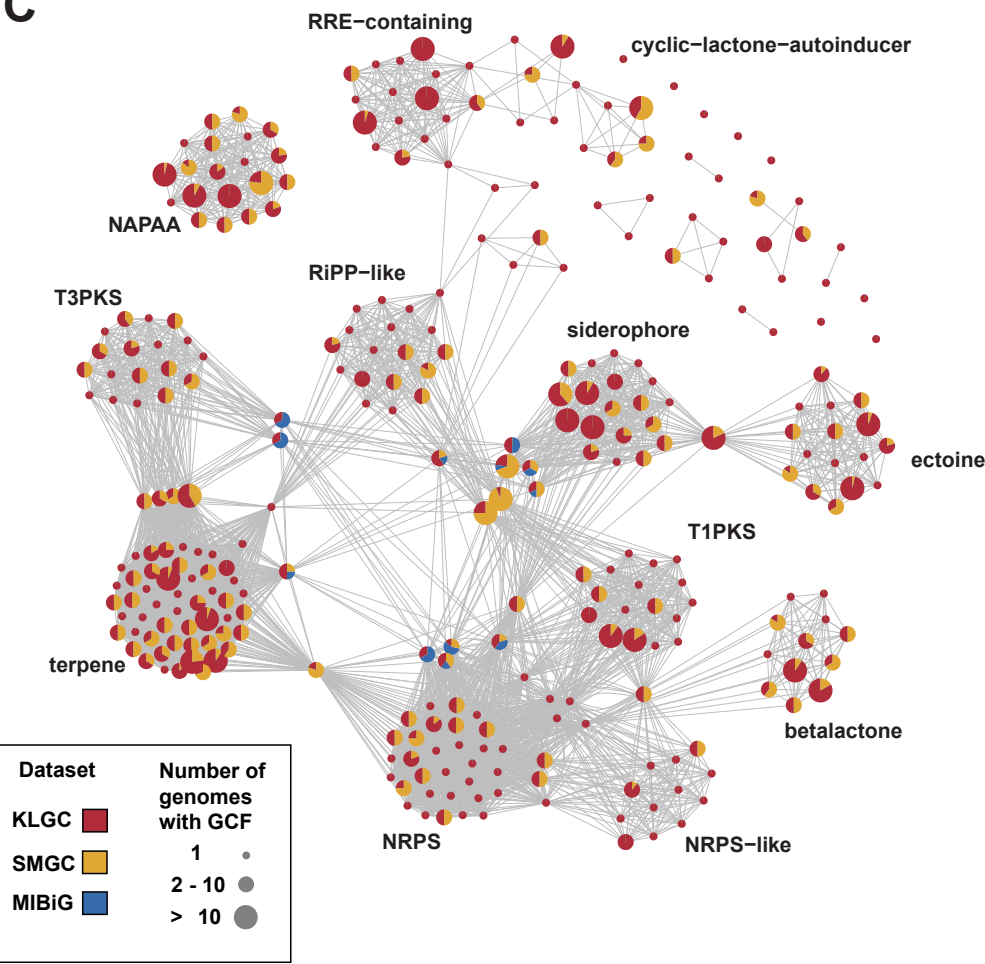 C
RRE−containing
cyclic−lactone−autoinducer
NAPAA
RiPP−like
T3PKS
siderophore
ectoine
T1PKS
terpene
betalactone
NRPS
NRPS−like
Dataset
KLGC
SMGC
MIBiG
Number of
genomes
with GCF
1
2 - 10
> 10